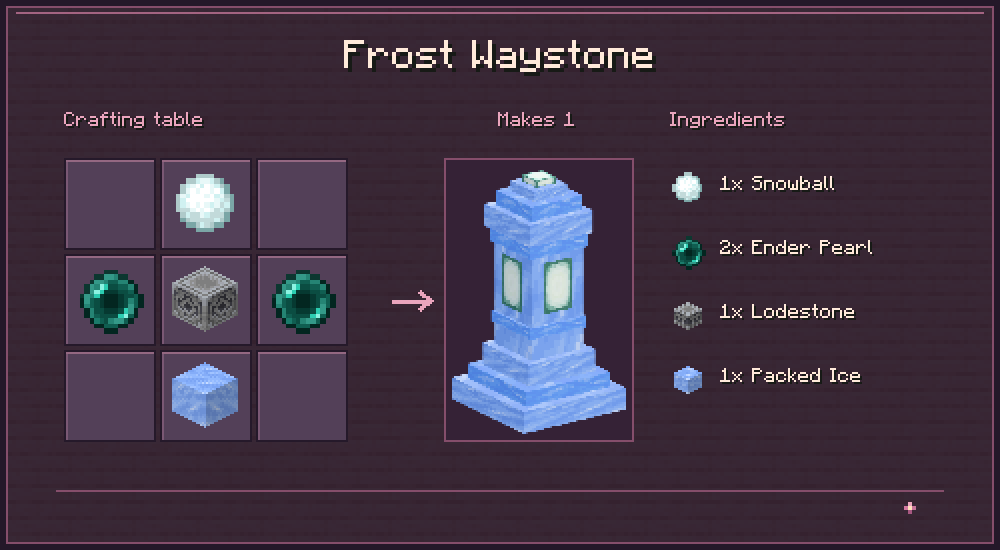 Frost Waystone
Crafting table
Makes 1
Ingredients
1x Snowball
2x Ender Pearl
1x Lodestone
1x Packed Ice